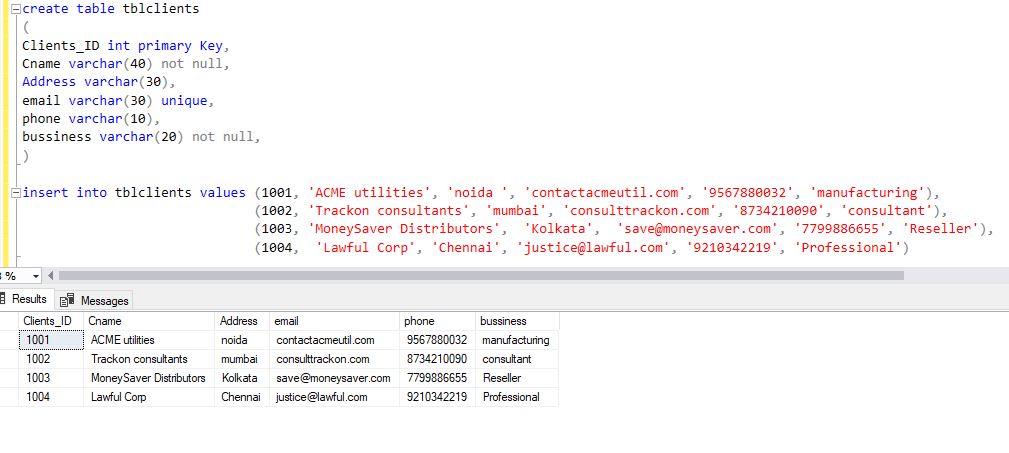 create table tblclients
(
Clients_ID int primary Key,
Cname varchar(40) not null,
Address varchar(30),
email varchar(30) unique,
phone varchar(10),
bussiness varchar(20) not null,
)
insert into tblclients values (1001, 'ACME utilities', 'noida ', 'contactacmeutil.com', '9567880032', 'manufacturing'),
(1002, 'Trackon consultants', 'mumbai', 'consulttrackon.com', '8734210090', 'consultant'),
(1003, 'MoneySaver Distributors', 'Kolkata', 'save@moneysaver.com', '7799886655', 'Reseller'),
(1004, 'Lawful Corp', 'Chennai', 'justice@lawful.com', '9210342219', 'Professional')
%
Results Messages
Clients_ID Cname Address email phone bussiness
1001 ACME utilities noida contactacmeutil.com 9567880032 manufacturing
1002 Trackon consultants mumbai consulttrackon.com 8734210090 consultant
1003 MoneySaver Distributors Kolkata save@moneysaver.com 7799886655 Reseller
1004 Lawful Corp Chennai justice@lawful.com 9210342219 Professional